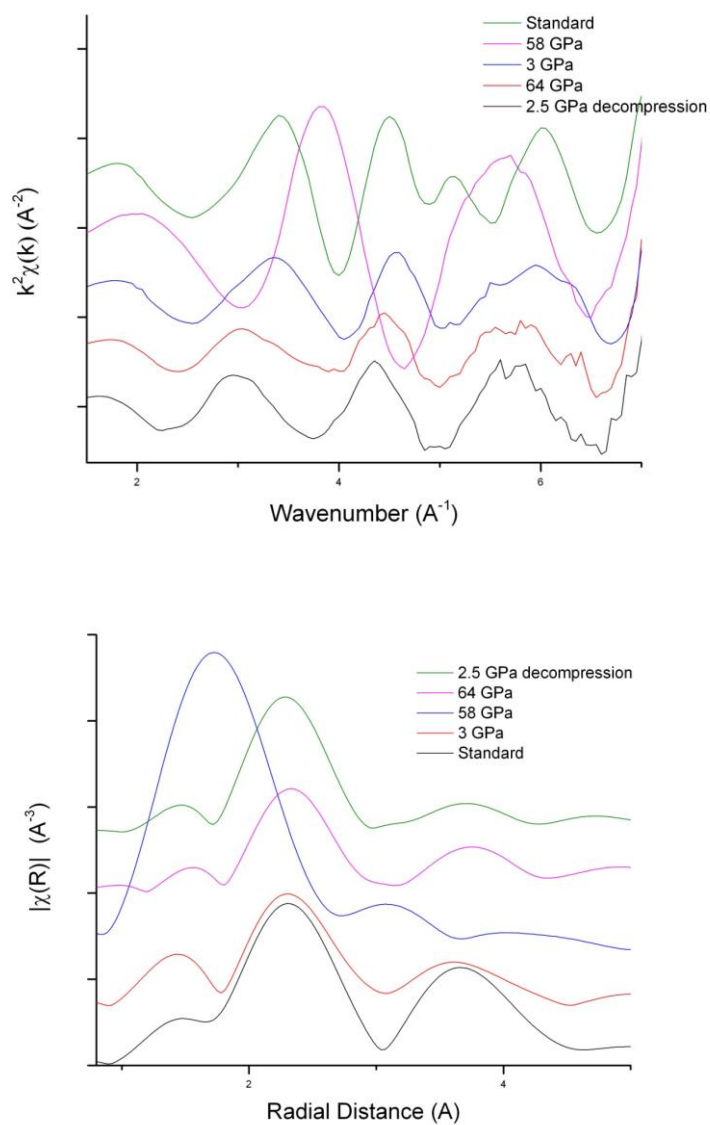 Standard
58 GPa
3 GPa
64 GPa
2.5 GPa decompression
k²χ(k) (A⁻²)
2
4
6
Wavenumber (A⁻¹)
2.5 GPa decompression
64 GPa
58 GPa
3 GPa
Standard
|χ(R)| (A⁻³)
2
4
Radial Distance (A)